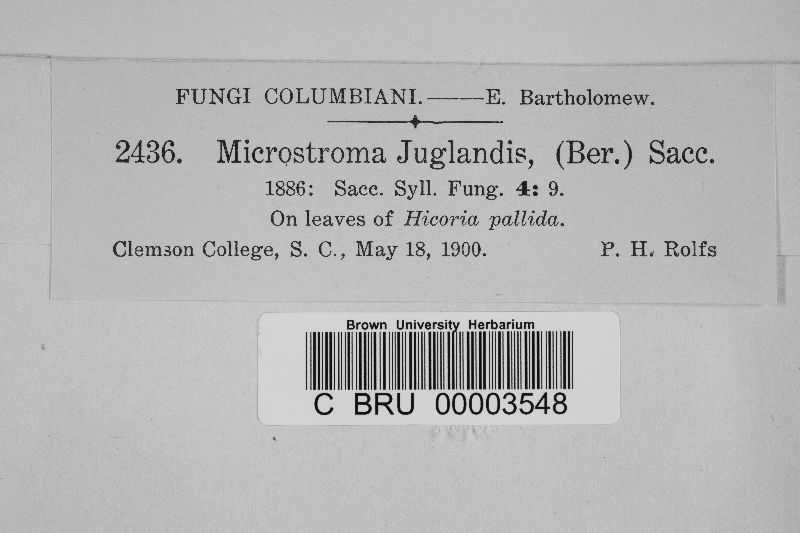 FUNGI COLUMBIANI.——E. Bartholomew.
2436. Microstroma Juglandis, (Ber.) Sacc.
1886: Sacc. Syll. Fung. 4: 9.
On leaves of Hicoria pallida.
Clemson College, S. C., May 18, 1900. P. H. Rolfs
Brown University Herbarium
C BRU 00003548